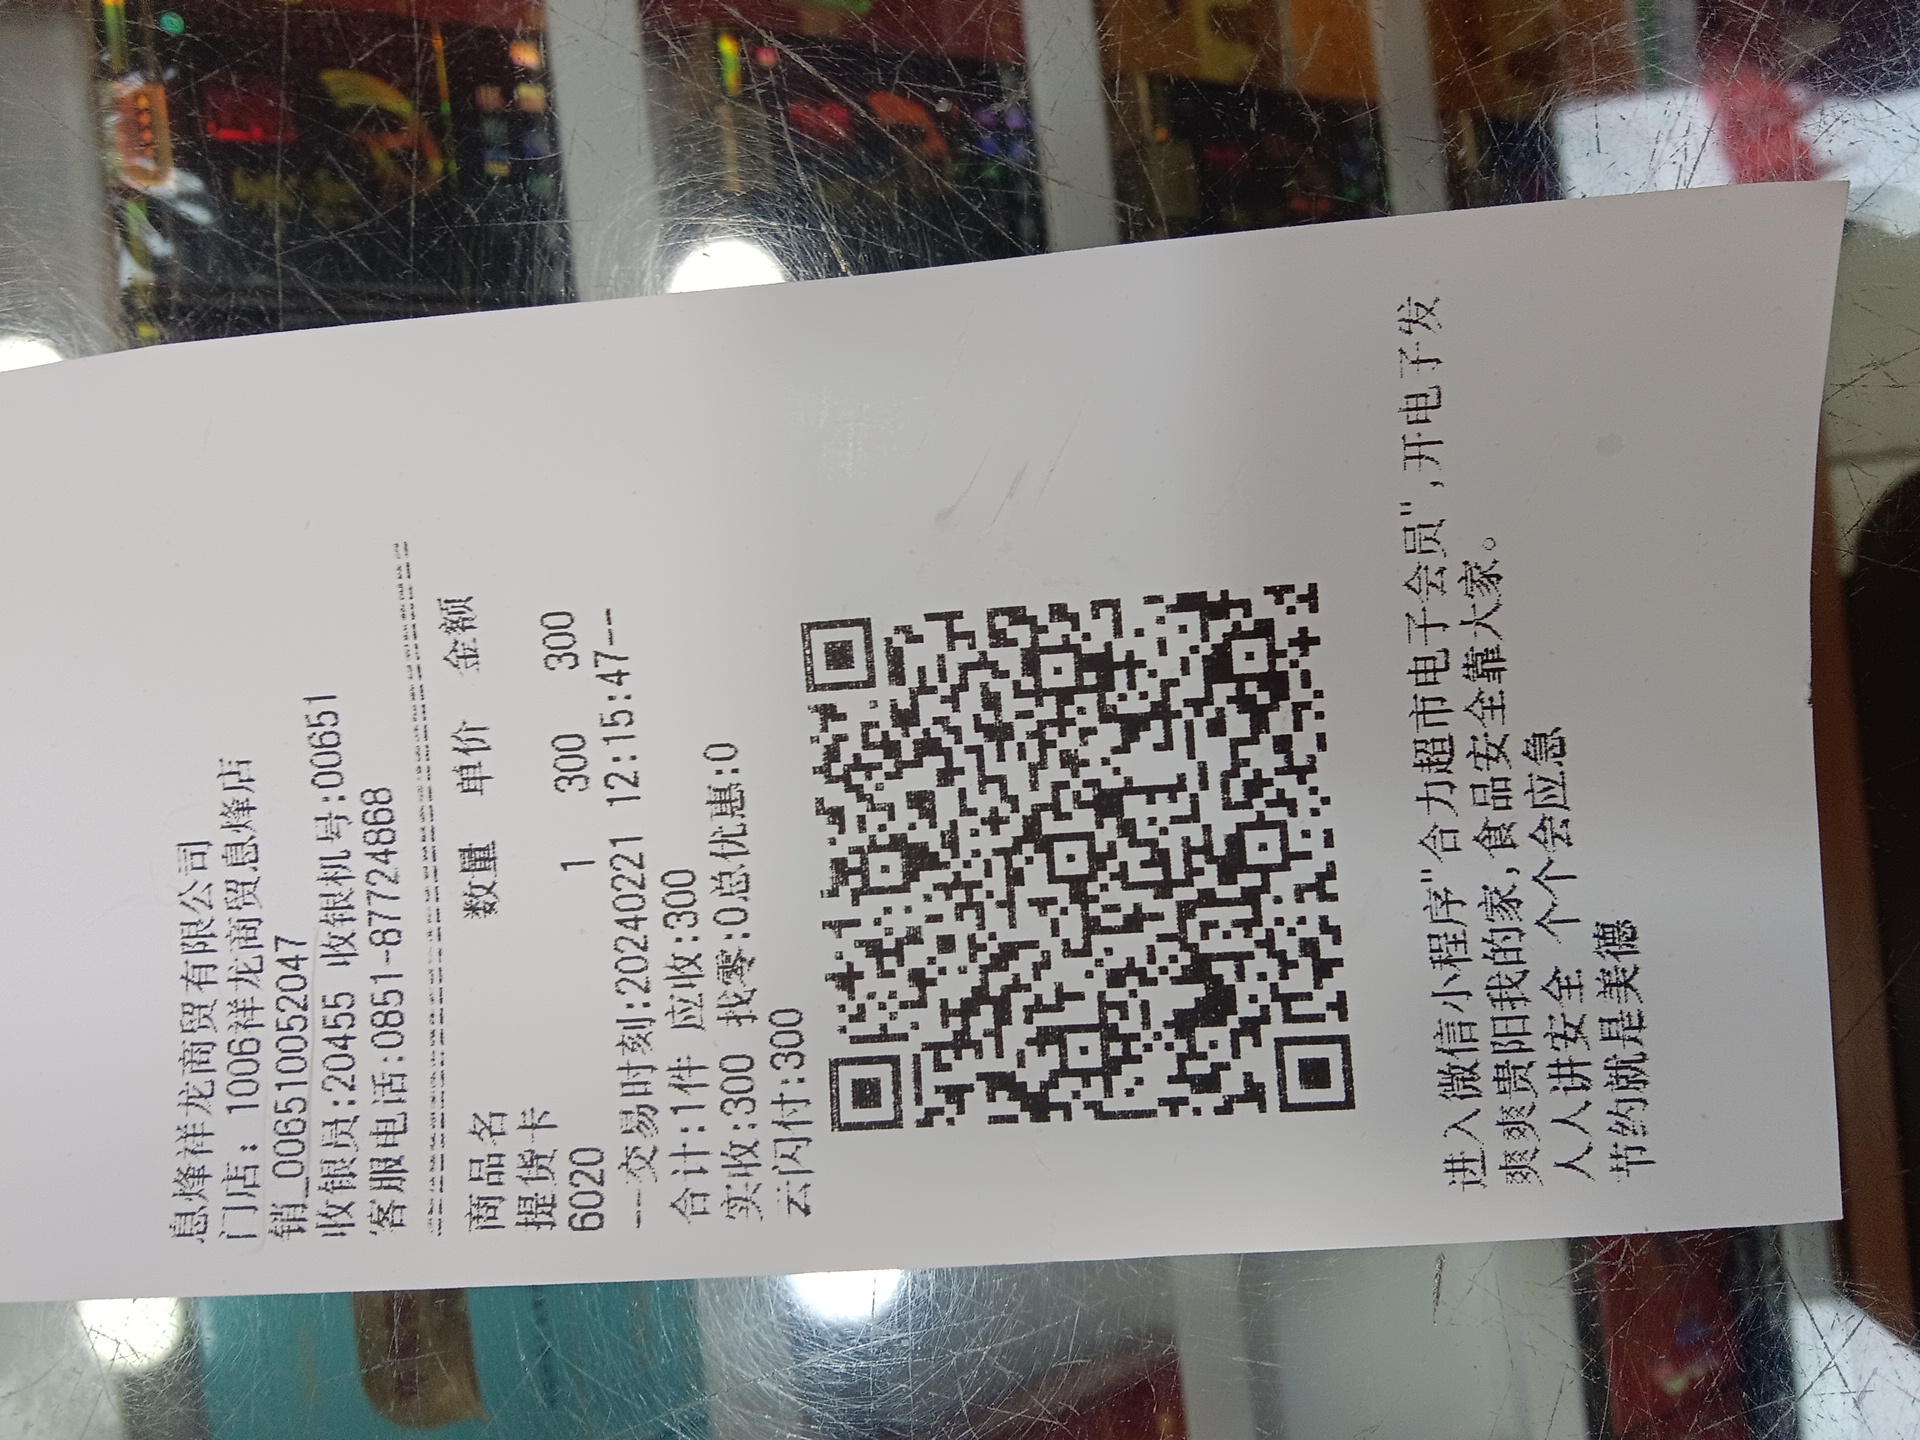 息烽祥龙商贸有限公司
门店: 1006祥龙商贸息烽店
销_006510052047
收银员:20455 收银机号:00651
客服电话:0851-87724868
商品名 数量 单价 金额
提货卡
6020 1 300 300
--交易时刻:20240221 12:15:47--
合计:1件 应收:300
实收:300 找零:0总优惠:0
云闪付:300
进入微信小程序"合力超市电子会员",开电子发
爽爽贵阳我的家,食品安全靠大家。
人人讲安全 个个会应急
节约就是美德